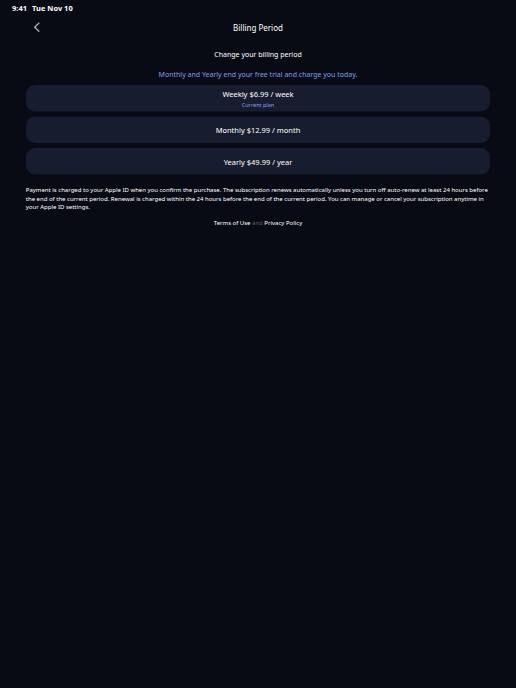 9:41 Tue Nov 10
Billing Period
Change your billing period
Monthly and Yearly end your free trial and charge you today.
Weekly $6.99 / week
Current plan
Monthly $12.99 / month
Yearly $49.99 / year
Payment is charged to your Apple ID when you confirm the purchase. The subscription renews automatically unless you turn off auto-renew at least 24 hours before
the end of the current period. Renewal is charged within the 24 hours before the end of the current period. You can manage or cancel your subscription anytime in
your Apple ID settings.
Terms of Use and Privacy Policy